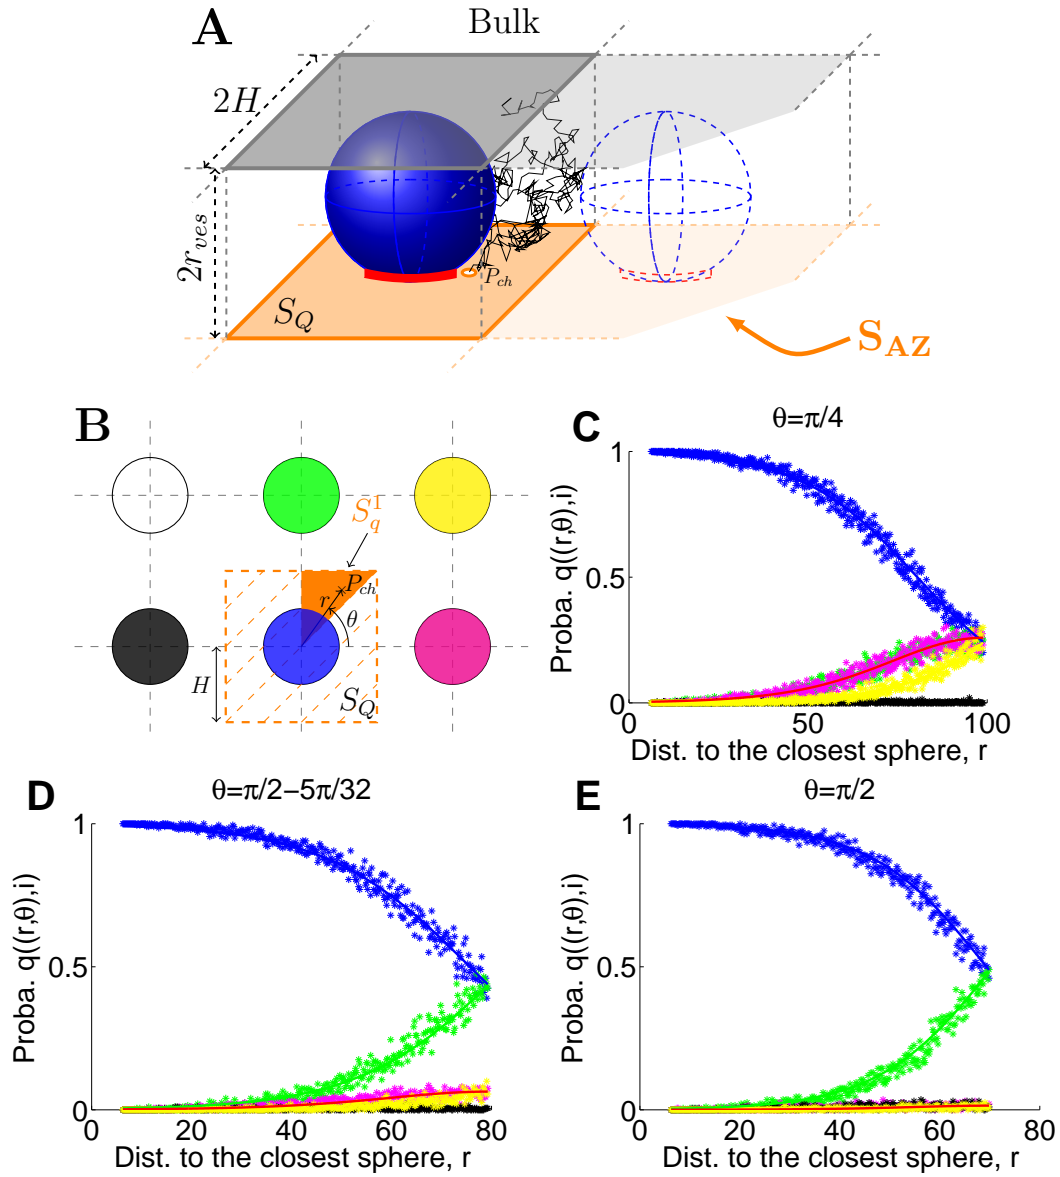 A
Bulk
2H
2r_ves
P_ch
S_Q
S_AZ
B
S_q^1
P_ch
r
θ
H
S_Q
C
θ=π/4
1
0.5
0
0 50 100
Proba. q((r,θ),i)
Dist. to the closest sphere, r
D
θ=π/2−5π/32
1
0.5
0
0 20 40 60 80
Proba. q((r,θ),i)
Dist. to the closest sphere, r
E
θ=π/2
1
0.5
0
0 20 40 60 80
Proba. q((r,θ),i)
Dist. to the closest sphere, r